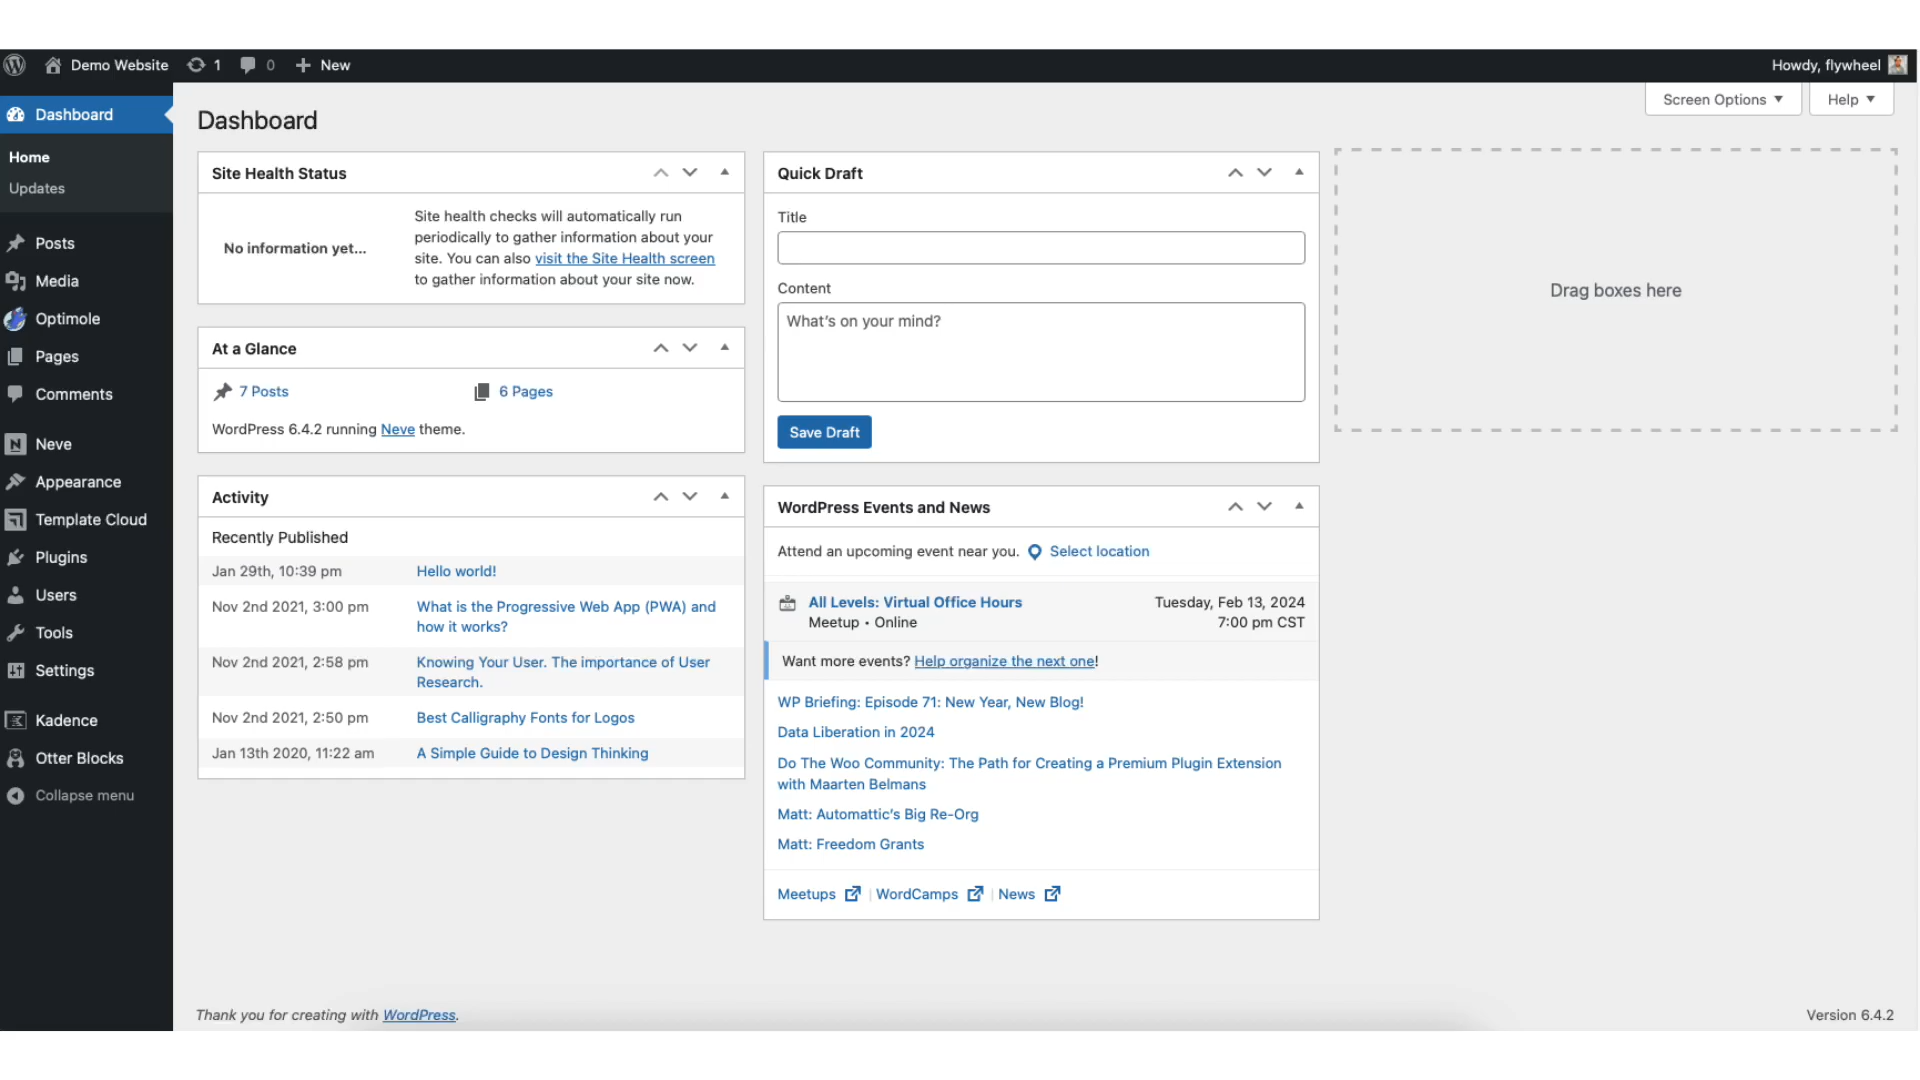 Demo Website 1 0 New Howdy, flywheel
Screen Options Help
Dashboard
Home
Updates
Posts
Media
Optimole
Pages
Comments
Neve
Appearance
Template Cloud
Plugins
Users
Tools
Settings
Kadence
Otter Blocks
Collapse menu
Dashboard
Site Health Status
No information yet...
Site health checks will automatically run
periodically to gather information about your
site. You can also visit the Site Health screen
to gather information about your site now.
At a Glance
7 Posts 6 Pages
WordPress 6.4.2 running Neve theme.
Activity
Recently Published
Jan 29th, 10:39 pm Hello world!
Nov 2nd 2021, 3:00 pm What is the Progressive Web App (PWA) and
how it works?
Nov 2nd 2021, 2:58 pm Knowing Your User. The importance of User
Research.
Nov 2nd 2021, 2:50 pm Best Calligraphy Fonts for Logos
Jan 13th 2020, 11:22 am A Simple Guide to Design Thinking
Quick Draft
Title
Content
What's on your mind?
Save Draft
WordPress Events and News
Attend an upcoming event near you. Select location
All Levels: Virtual Office Hours Tuesday, Feb 13, 2024
Meetup • Online 7:00 pm CST
Want more events? Help organize the next one!
WP Briefing: Episode 71: New Year, New Blog!
Data Liberation in 2024
Do The Woo Community: The Path for Creating a Premium Plugin Extension
with Maarten Belmans
Matt: Automattic's Big Re-Org
Matt: Freedom Grants
Meetups | WordCamps | News
Drag boxes here
Thank you for creating with WordPress. Version 6.4.2